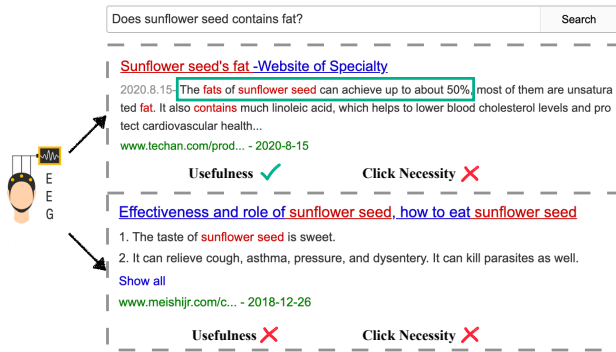 Does sunflower seed contains fat?
Search
Sunflower seed's fat -Website of Specialty
2020.8.15- The fats of sunflower seed can achieve up to about 50%, most of them are unsatura
ted fat. It also contains much linoleic acid, which helps to lower blood cholesterol levels and pro
tect cardiovascular health...
www.techan.com/prod... - 2020-8-15
Usefulness
Click Necessity
E
E
G
Effectiveness and role of sunflower seed, how to eat sunflower seed
1. The taste of sunflower seed is sweet.
2. It can relieve cough, asthma, pressure, and dysentery. It can kill parasites as well.
Show all
www.meishijr.com/c... - 2018-12-26
Usefulness
Click Necessity